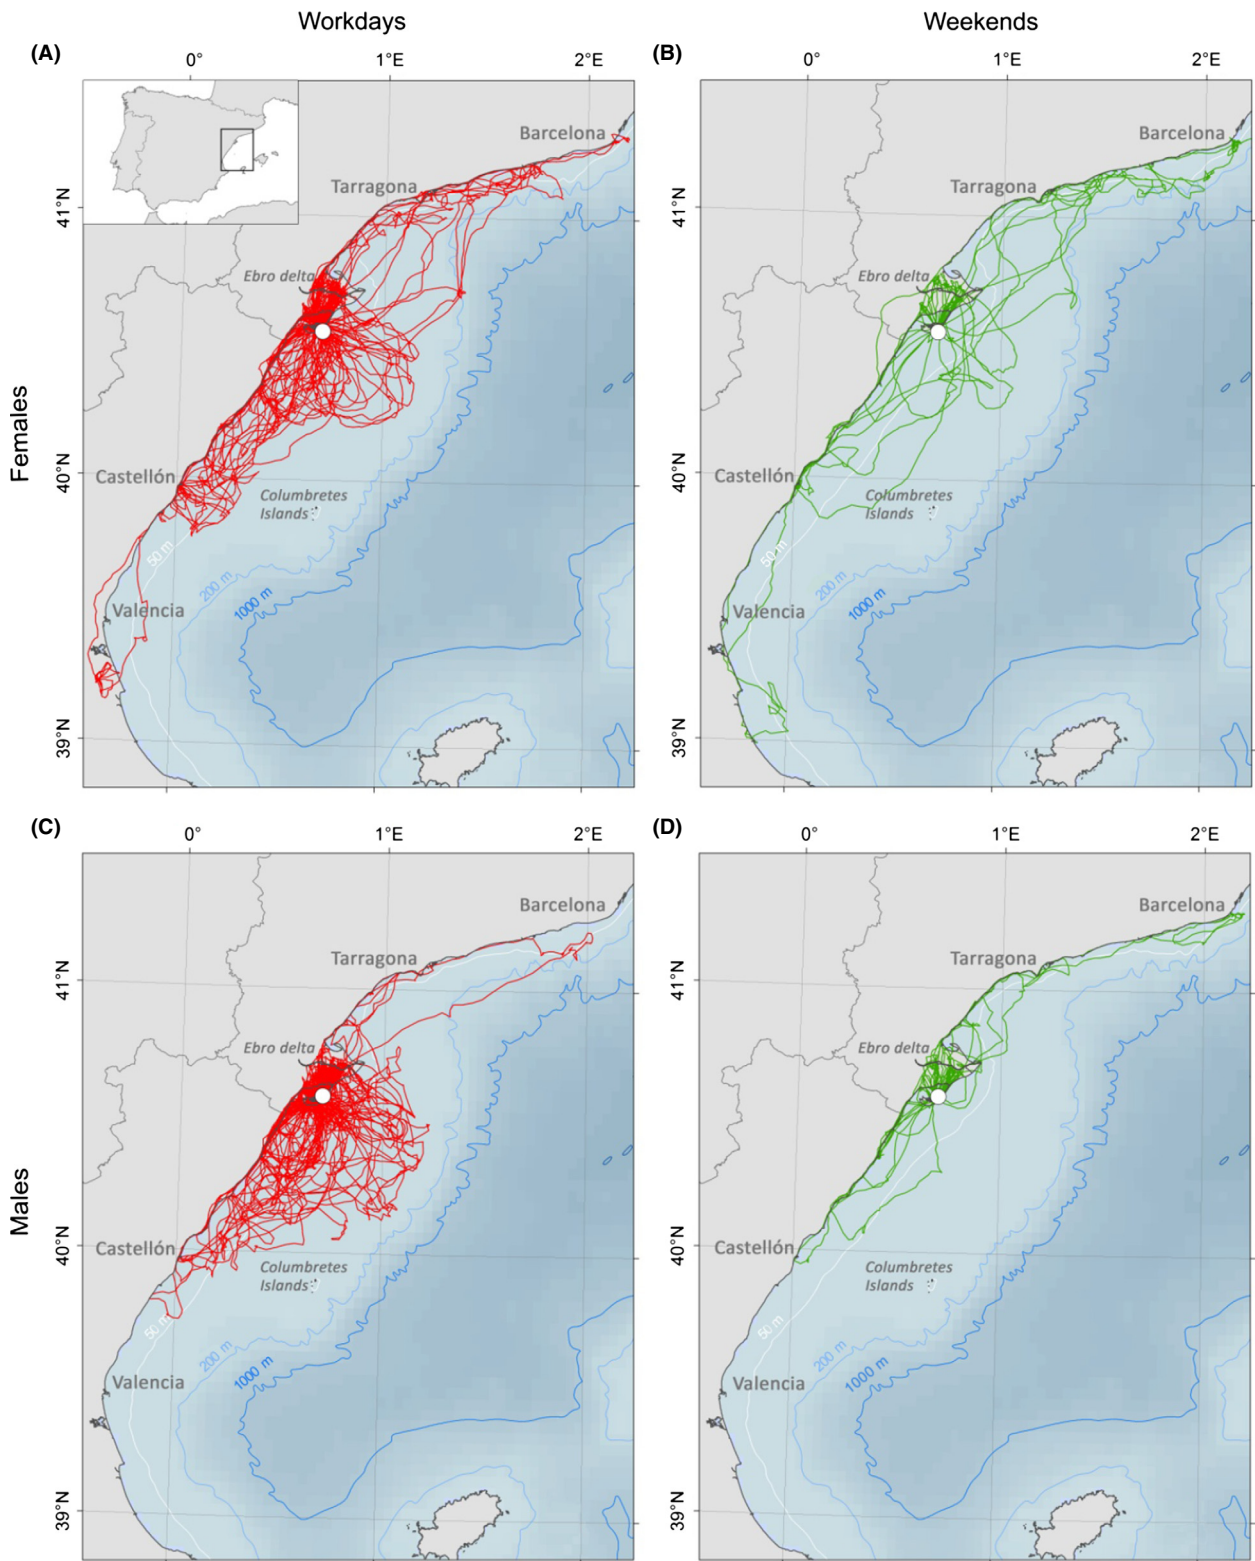 Workdays
Weekends
(A)
0°
1°E
2°E
(B)
0°
1°E
2°E
Barcelona
Tarragona
41°N
Ebro delta
Females
Castellón
40°N
Columbretes
Islands
50 m
200 m
1000 m
Valencia
39°N
Barcelona
Tarragona
41°N
Ebro delta
Castellón
40°N
Columbretes
Islands
50 m
200 m
1000 m
Valencia
39°N
(C)
0°
1°E
2°E
(D)
0°
1°E
2°E
Barcelona
Tarragona
41°N
Ebro delta
Males
Castellón
40°N
Columbretes
Islands
50 m
200 m
1000 m
Valencia
39°N
Barcelona
Tarragona
41°N
Ebro delta
Castellón
40°N
Columbretes
Islands
50 m
200 m
1000 m
Valencia
39°N